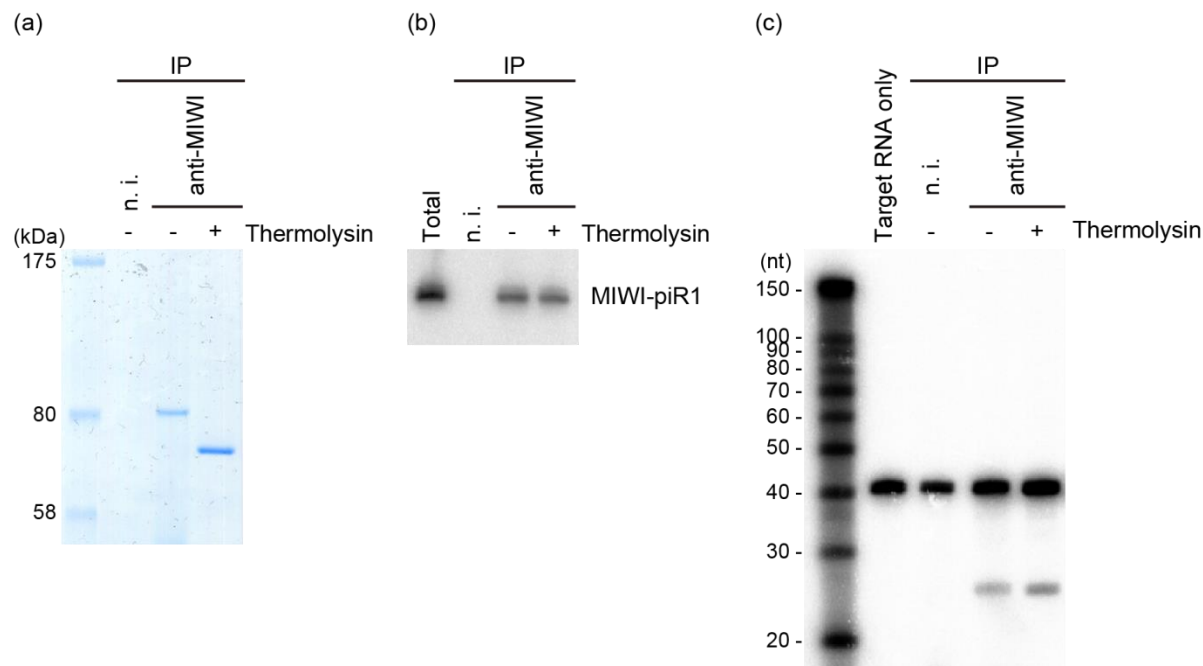 (a)
IP
n. i.
anti-MIWI
- - + Thermolysin
(kDa)
175
80
58
(b)
IP
Total
n. i.
anti-MIWI
- + Thermolysin
MIWI-piR1
(c)
IP
Target RNA only
n. i.
anti-MIWI
- - + Thermolysin
(nt)
150 -
100 -
90 -
80 -
70 -
60 -
50 -
40 -
30 -
20 -